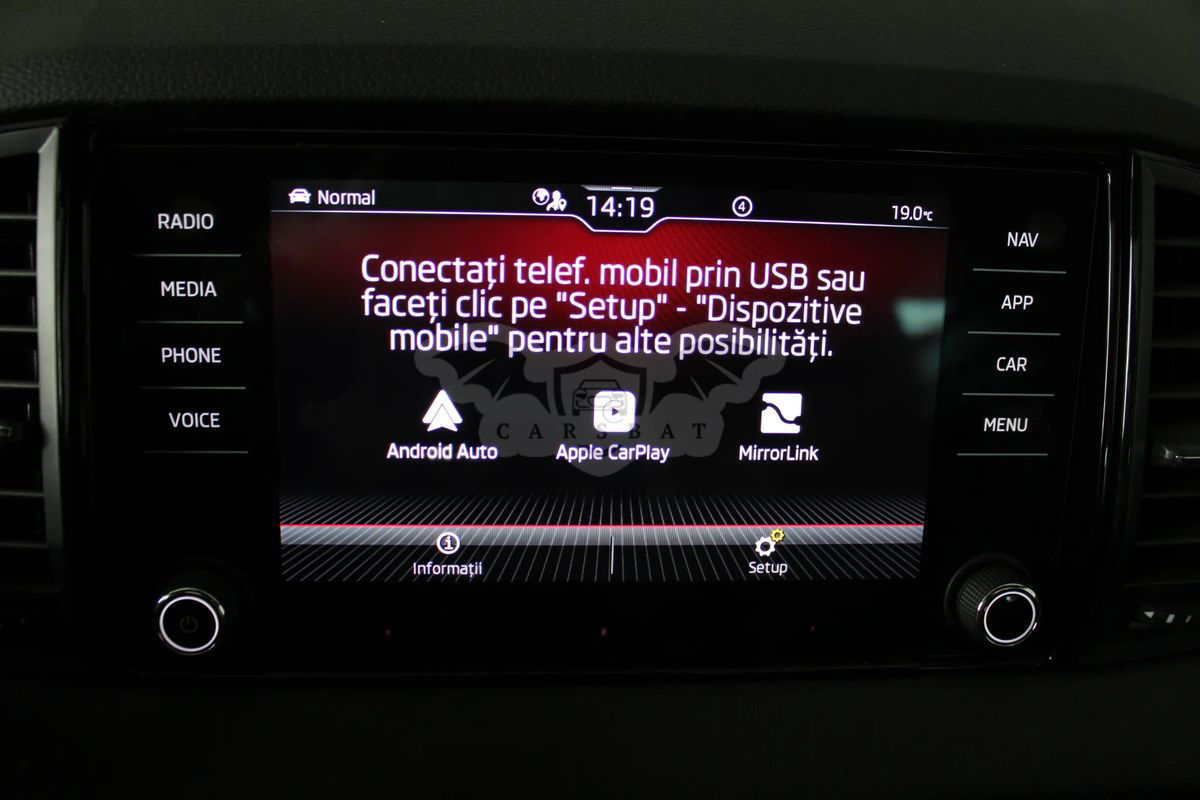 Normal
14:19
4
19.0°C
RADIO
MEDIA
PHONE
VOICE
Conectați telef. mobil prin USB sau
faceți clic pe "Setup" - "Dispozitive
mobile" pentru alte posibilități.
CARSBAT
Android Auto
Apple CarPlay
MirrorLink
Informații
Setup
NAV
APP
CAR
MENU